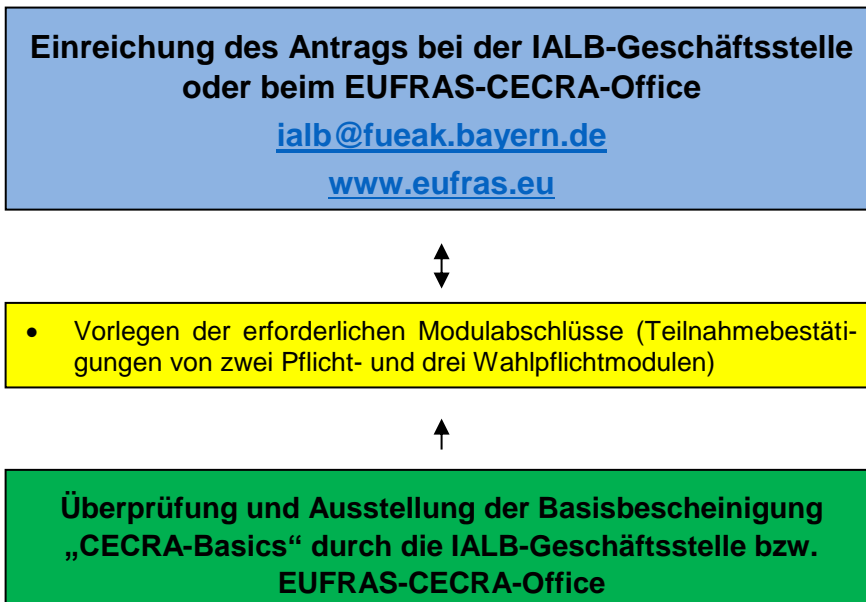 Einreichung des Antrags bei der IALB-Geschäftsstelle
oder beim EUFRAS-CECRA-Office
ialb@fueak.bayern.de
www.eufras.eu
• Vorlegen der erforderlichen Modulabschlüsse (Teilnahmebestäti-
gungen von zwei Pflicht- und drei Wahlpflichtmodulen)
Überprüfung und Ausstellung der Basisbescheinigung
„CECRA-Basics“ durch die IALB-Geschäftsstelle bzw.
EUFRAS-CECRA-Office